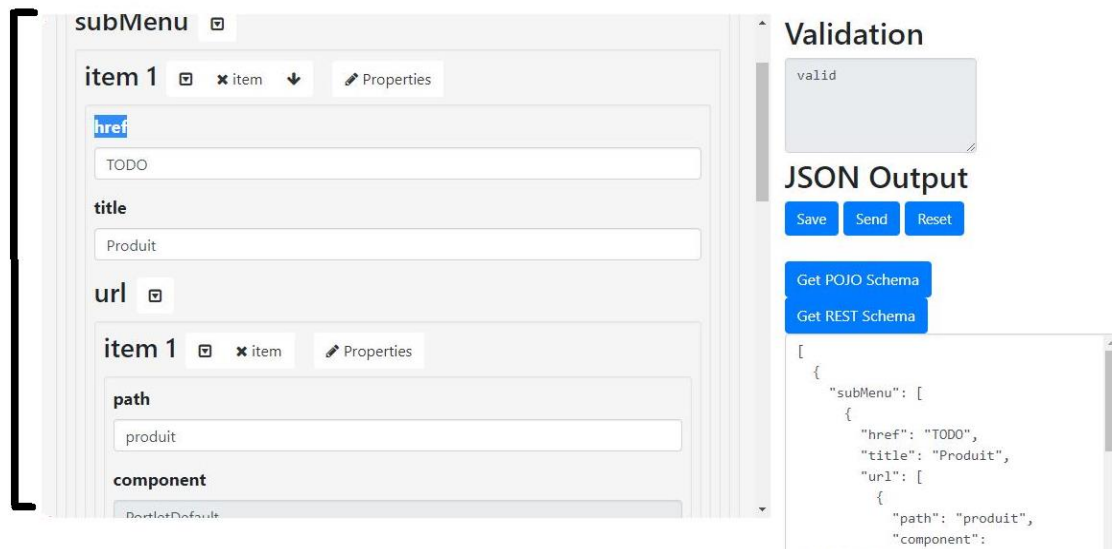 subMenu
item 1 item Properties
href
TODO
title
Produit
url
item 1 item Properties
path
produit
component
PortletDefault
Validation
valid
JSON Output
Save Send Reset
Get POJO Schema
Get REST Schema
[
{
"subMenu": [
{
"href": "TODO",
"title": "Produit",
"url": [
{
"path": "produit",
"component":